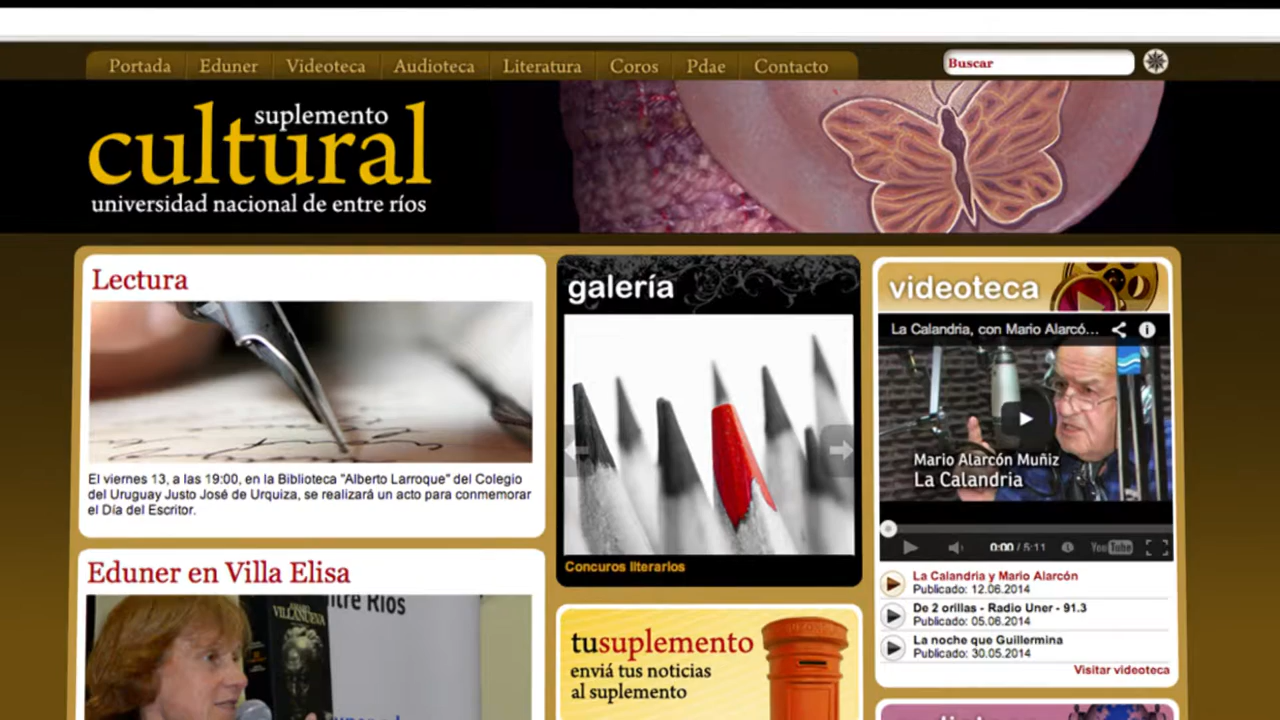 Portada Eduner Videoteca Audioteca Literatura Coros Pdae Contacto
Buscar
suplemento
cultural
universidad nacional de entre ríos
Lectura
El viernes 13, a las 19:00, en la Biblioteca "Alberto Larroque" del Colegio
del Uruguay Justo José de Urquiza, se realizará un acto para conmemorar
el Día del Escritor.
Eduner en Villa Elisa
VILLANUEVA
ntre Ríos
galería
Concuros literarios
tusuplemento
enviá tus noticias
al suplemento
videoteca
La Calandria, con Mario Alarcó...
Mario Alarcón Muñiz
La Calandria
0:00 / 5:11
YouTube
La Calandria y Mario Alarcón
Publicado: 12.06.2014
De 2 orillas - Radio Uner - 91.3
Publicado: 05.06.2014
La noche que Guillermina
Publicado: 30.05.2014
Visitar videoteca